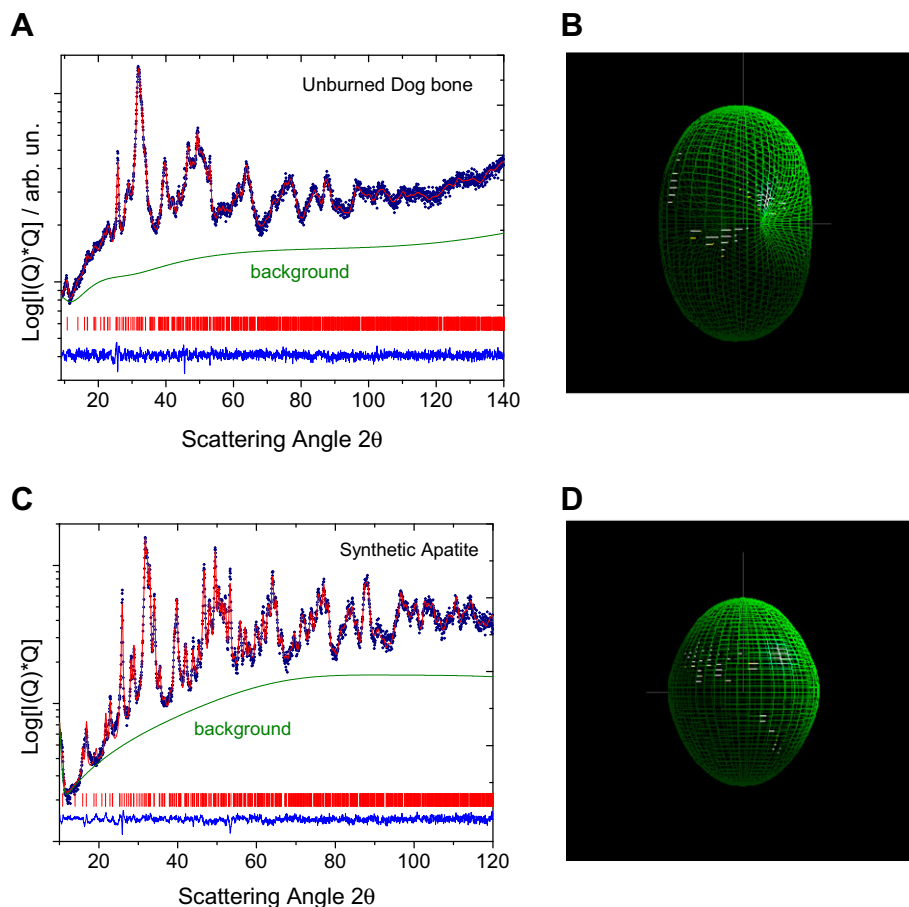 A
B
Unburned Dog bone
Log[I(Q)*Q] / arb. un.
background
20 40 60 80 100 120 140
Scattering Angle 2θ
C
D
Synthetic Apatite
Log[I(Q)*Q]
background
20 40 60 80 100 120
Scattering Angle 2θ